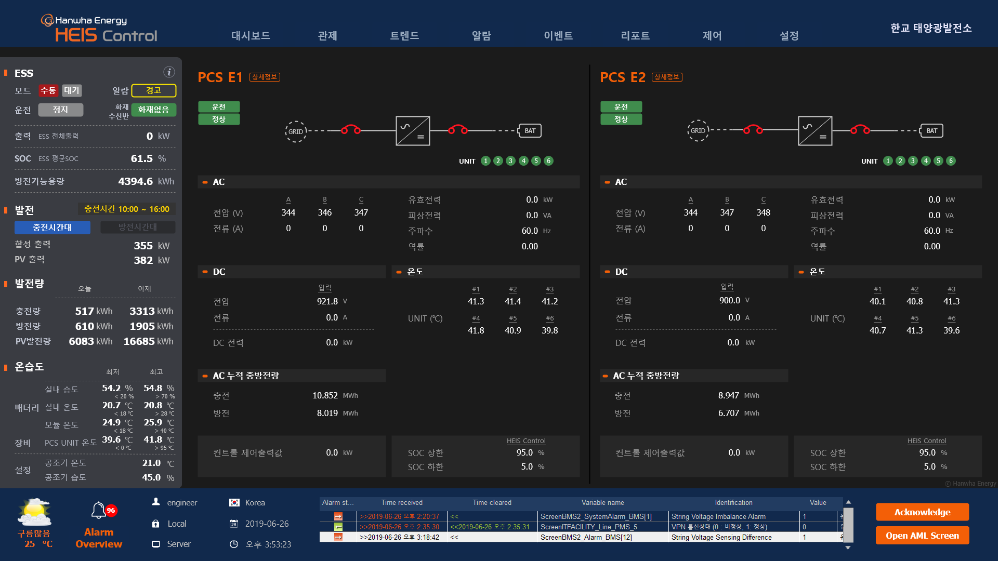 Hanwha Energy
HEIS Control
대시보드 관제 트렌드 알람 이벤트 리포트 제어 설정
한교 태양광발전소
ESS
모드 수동 대기 알람 경고
운전 정지 화재 수신반 화재없음
출력 ESS 전체출력 0 kW
SOC ESS 평균SOC 61.5 %
방전가능용량 4394.6 kWh
발전 충전시간 10:00 ~ 16:00
충전시간대 방전시간대
합성 출력 355 kW
PV 출력 382 kW
발전량 오늘 어제
충전량 517 kWh 3313 kWh
방전량 610 kWh 1905 kWh
PV발전량 6083 kWh 16685 kWh
온습도 최저 최고
배터리
실내 습도 54.2 % 54.8 %
< 20 % > 70 %
실내 온도 20.7 ℃ 20.8 ℃
< 18 ℃ > 28 ℃
모듈 온도 24.9 ℃ 25.9 ℃
< 18 ℃ > 40 ℃
장비 PCS UNIT 온도 39.6 ℃ 41.8 ℃
< 0 ℃ > 95 ℃
설정
공조기 온도 21.0 ℃
공조기 습도 45.0 %
PCS E1 상세정보
운전
정상
GRID BAT
UNIT 1 2 3 4 5 6
AC
A B C
전압 (V) 344 346 347
전류 (A) 0 0 0
유효전력 0.0 kW
피상전력 0.0 VA
주파수 60.0 Hz
역률 0.00
DC
입력
전압 921.8 V
전류 0.0 A
DC 전력 0.0 kW
온도
#1 #2 #3
41.3 41.4 41.2
UNIT (℃) #4 #5 #6
41.8 40.9 39.8
AC 누적 충방전량
충전 10.852 MWh
방전 8.019 MWh
컨트롤 제어출력값 0.0 kW
HEIS Control
SOC 상한 95.0 %
SOC 하한 5.0 %
PCS E2 상세정보
운전
정상
GRID BAT
UNIT 1 2 3 4 5 6
AC
A B C
전압 (V) 344 347 348
전류 (A) 0 0 0
유효전력 0.0 kW
피상전력 0.0 VA
주파수 60.0 Hz
역률 0.00
DC
입력
전압 900.0 V
전류 0.0 A
DC 전력 0.0 kW
온도
#1 #2 #3
40.1 40.8 41.3
UNIT (℃) #4 #5 #6
40.7 41.3 39.6
AC 누적 충방전량
충전 8.947 MWh
방전 6.707 MWh
컨트롤 제어출력값 0.0 kW
HEIS Control
SOC 상한 95.0 %
SOC 하한 5.0 %
© Hanwha Energy
구름많음
25 ℃
96
Alarm
Overview
engineer
Local
Server
Korea
28 2019-06-26
오후 3:53:23
Alarm st... Time received Time cleared Variable name Identification Value
>>2019-06-26 오후 2:20:37 << ScreenBMS2_SystemAlarm_BMS[1] String Voltage Imbalance Alarm 1
>>2019-06-26 오후 2:35:30 <<2019-06-26 오후 2:35:31 ScreenITFACILITY_Line_PMS_5 VPN 통신상태 (0 : 비정상, 1: 정상) 0
>>2019-06-26 오후 3:18:42 << ScreenBMS2_Alarm_BMS[12] String Voltage Sensing Difference 1
Acknowledge
Open AML Screen